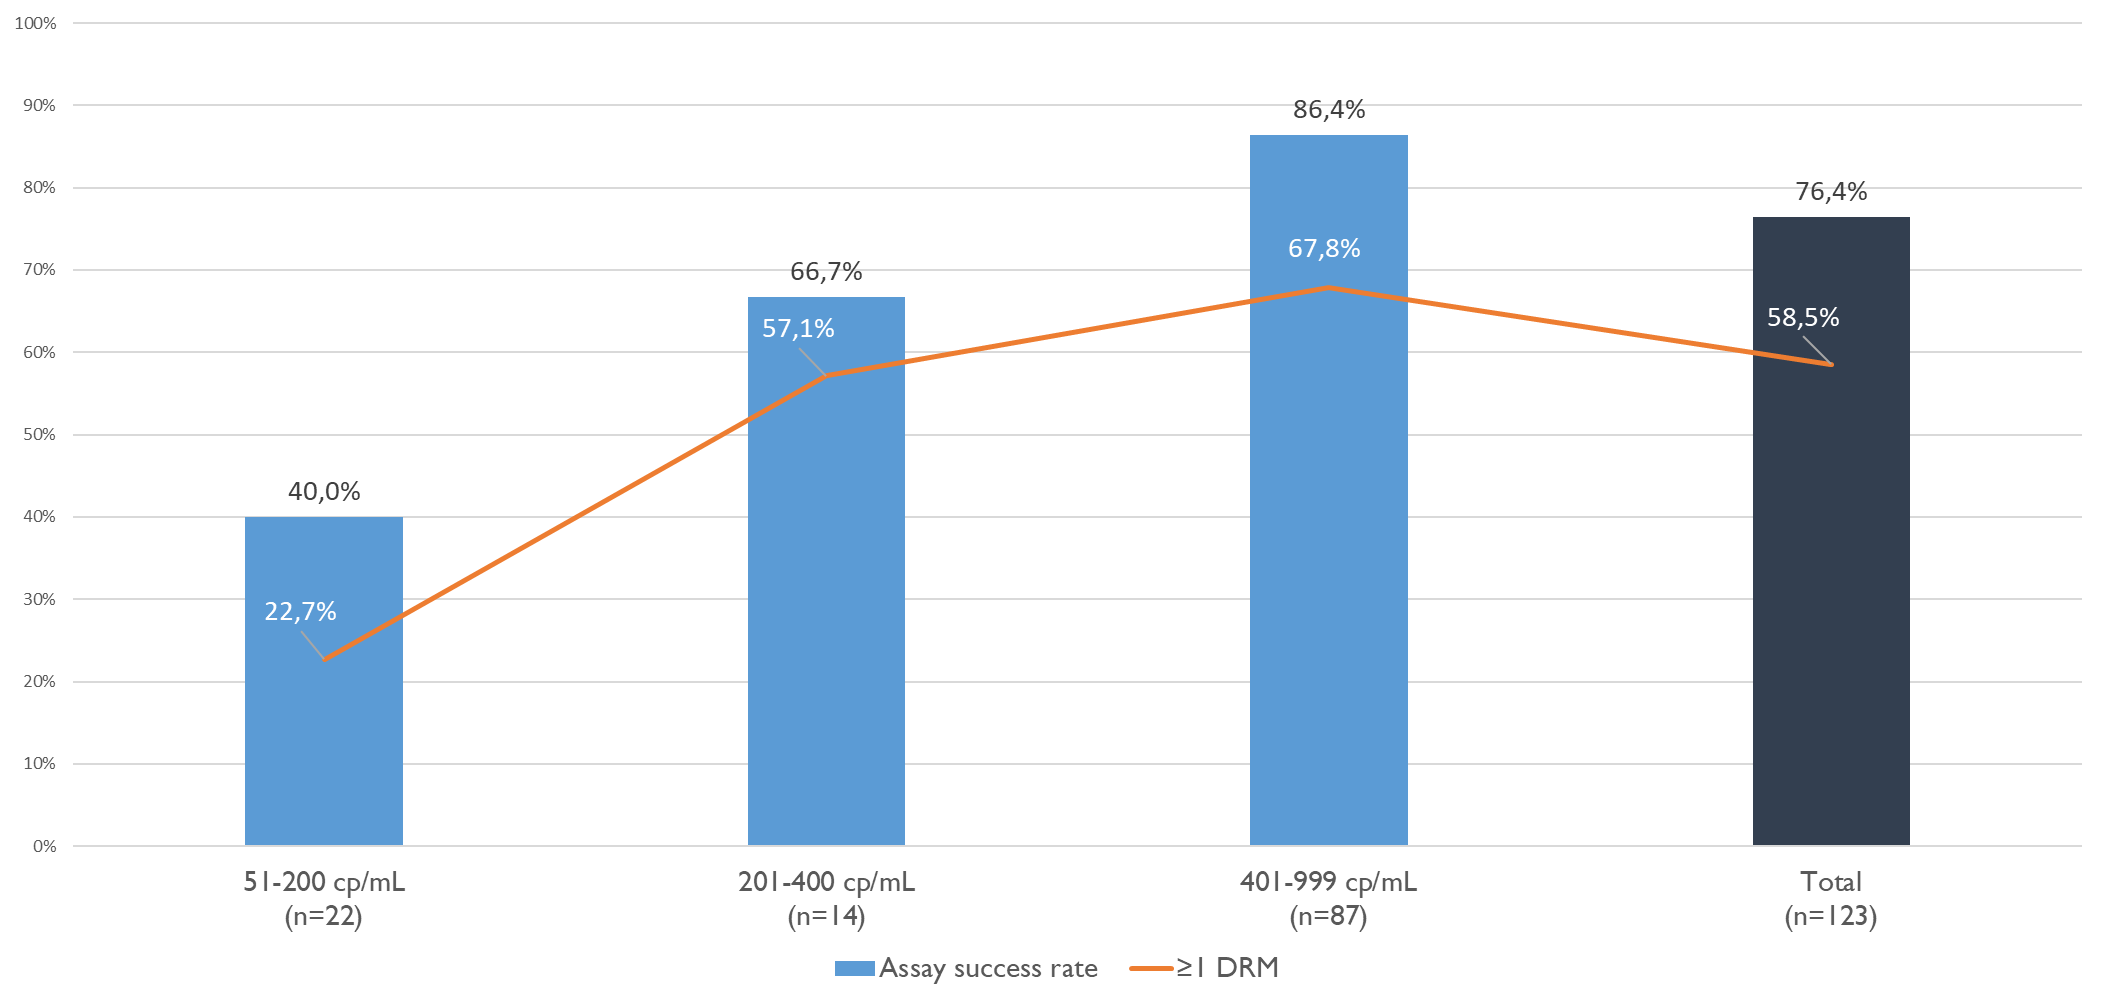 100%
90%
80%
70%
60%
50%
40%
30%
20%
10%
0%
40,0%
66,7%
86,4%
76,4%
22,7%
57,1%
67,8%
58,5%
51-200 cp/mL
(n=22)
201-400 cp/mL
(n=14)
401-999 cp/mL
(n=87)
Total
(n=123)
Assay success rate
≥1 DRM